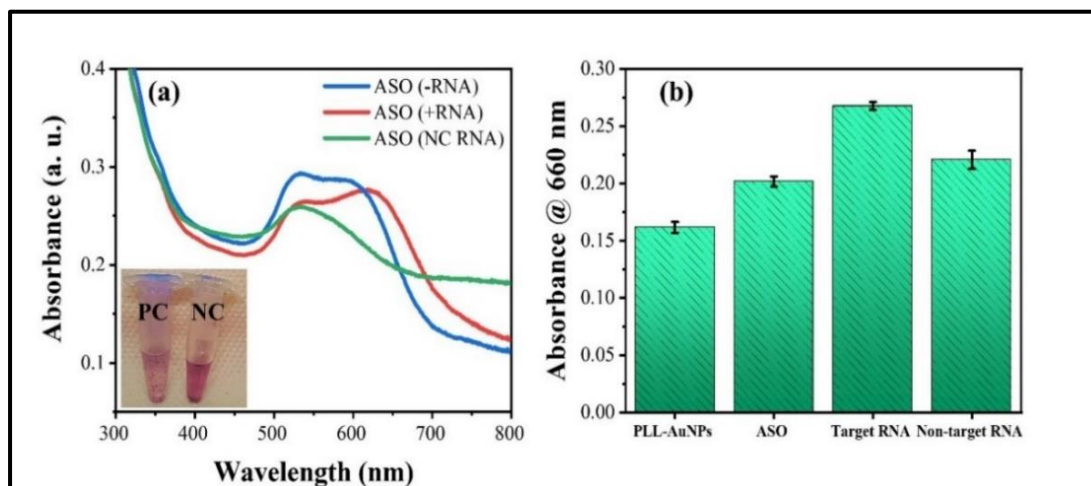 (a)
ASO (-RNA)
ASO (+RNA)
ASO (NC RNA)
PC NC
Absorbance (a. u.)
0.4
0.3
0.2
0.1
300 400 500 600 700 800
Wavelength (nm)
(b)
Absorbance @ 660 nm
0.30
0.25
0.20
0.15
0.10
0.05
0.00
PLL-AuNPs ASO Target RNA Non-target RNA